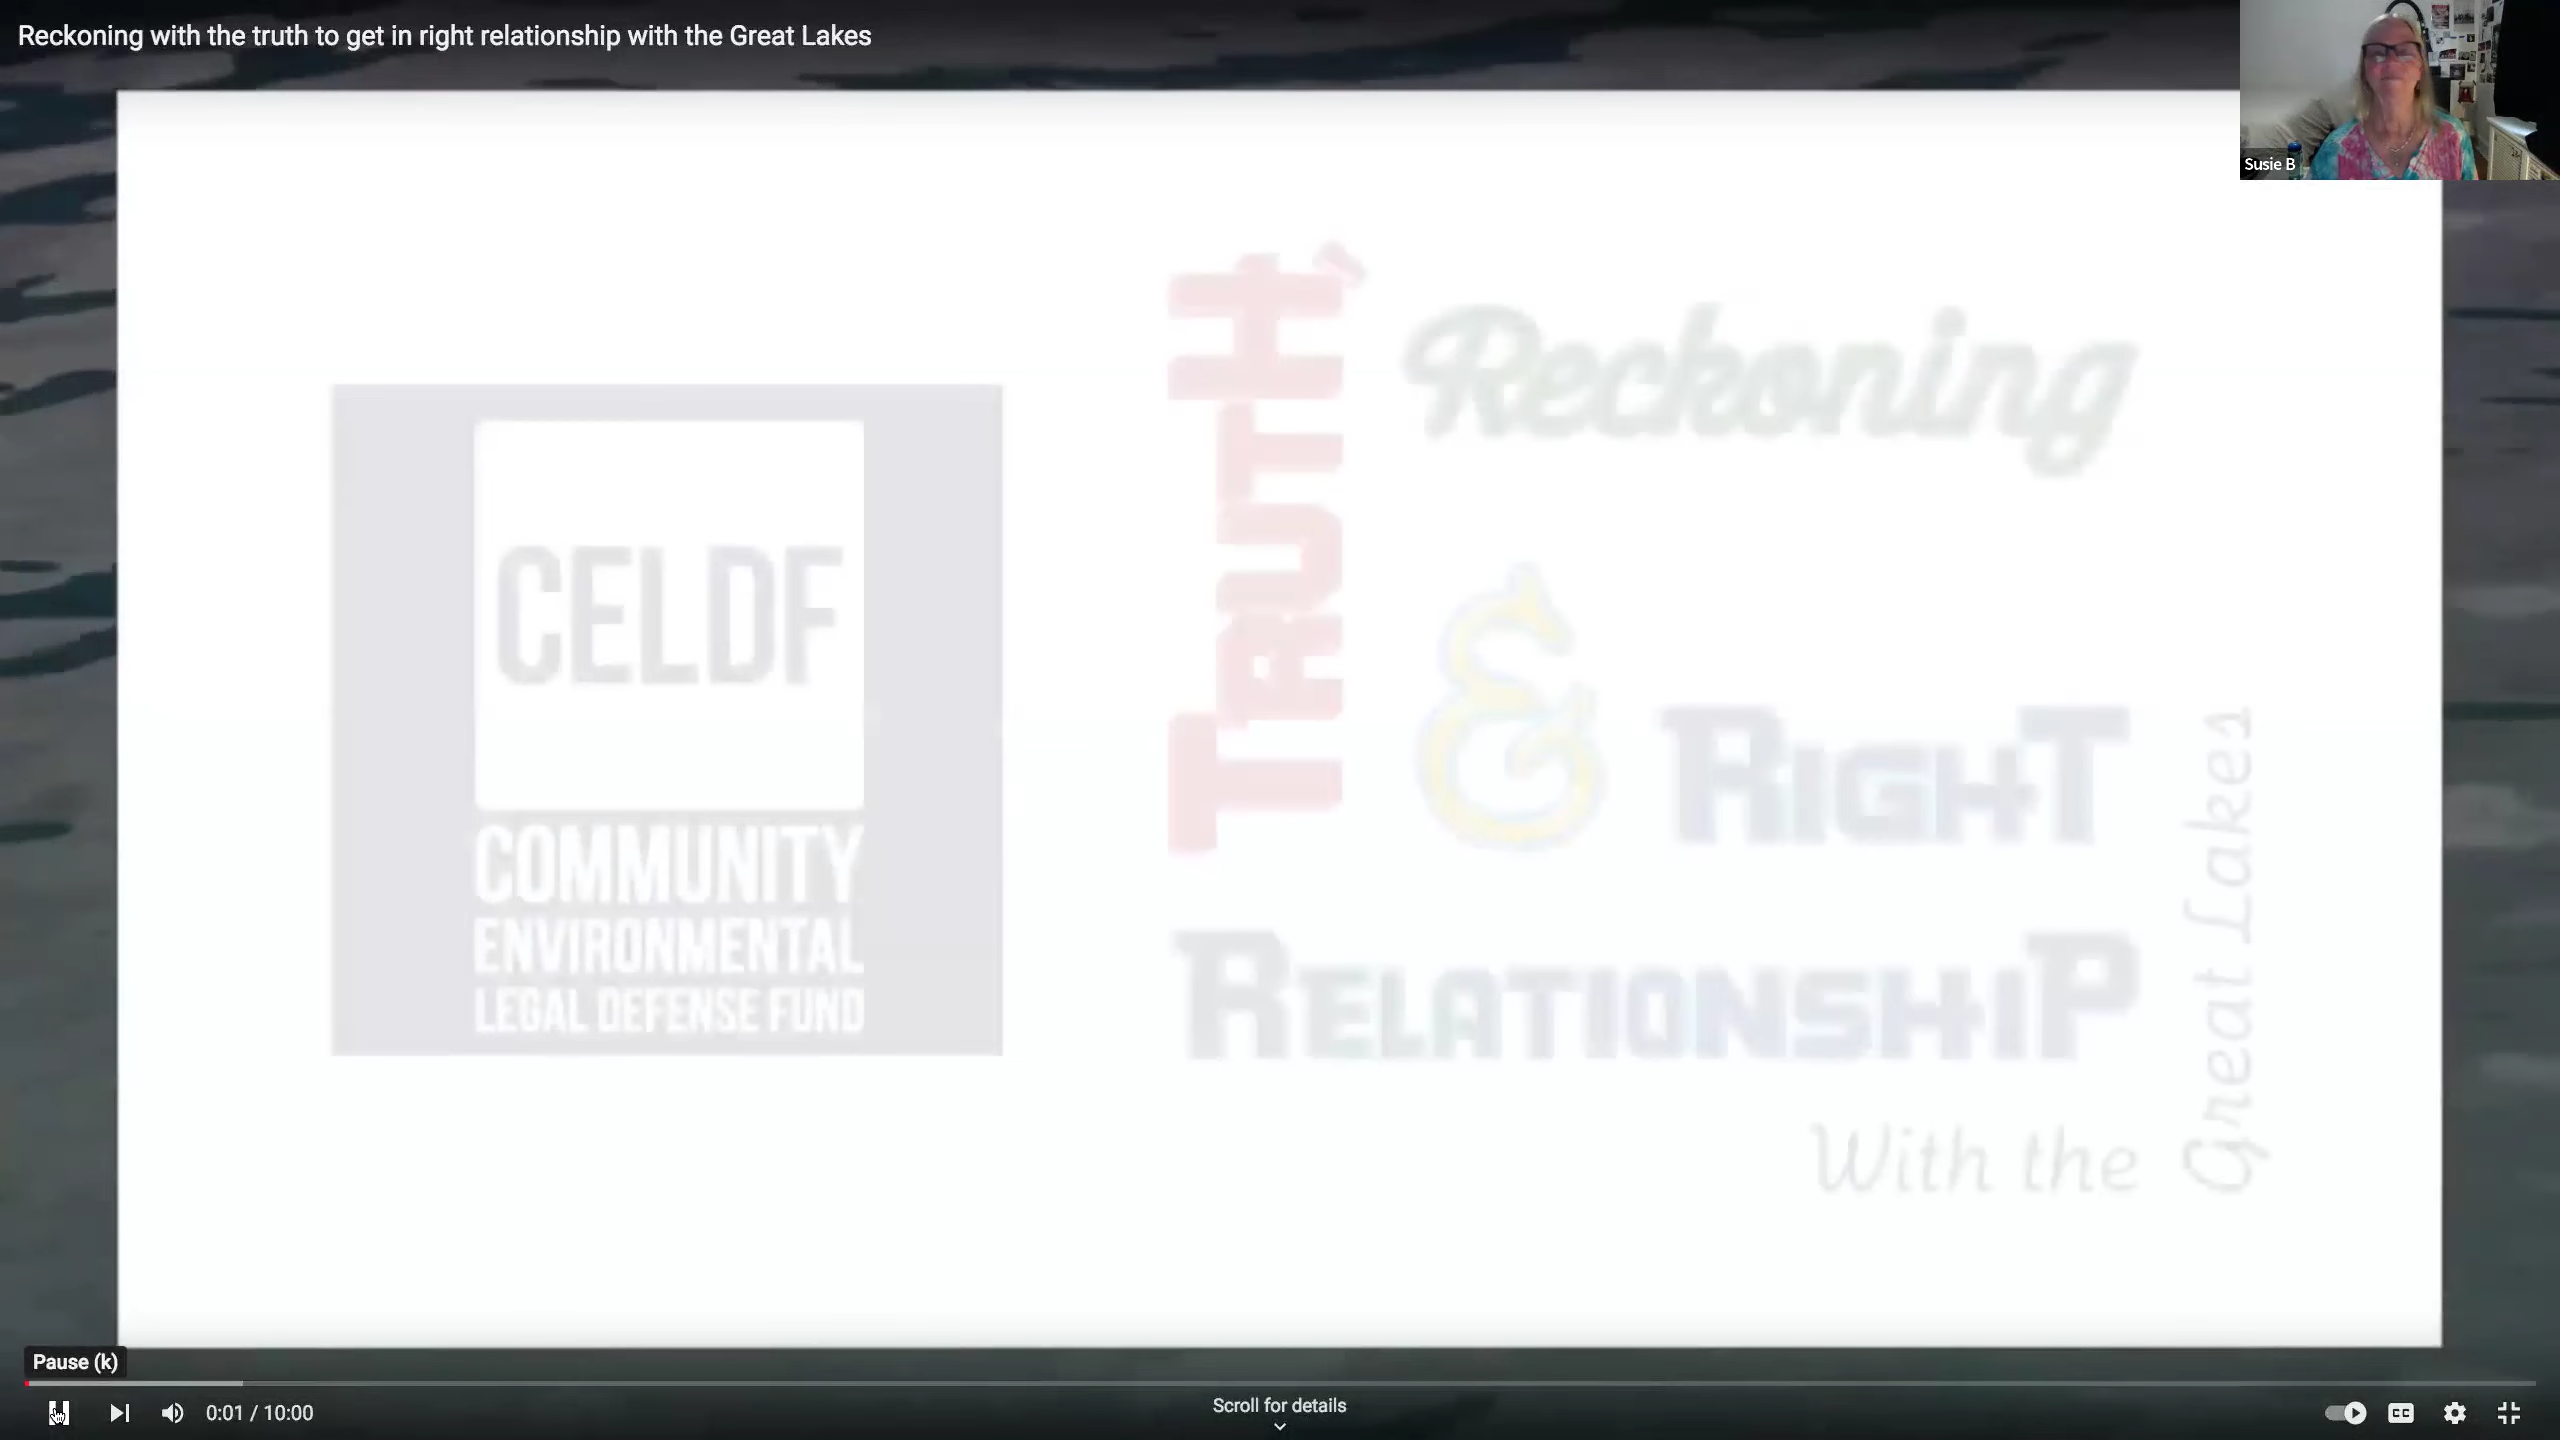 Reckoning with the truth to get in right relationship with the Great Lakes
Susie B
CELDF
COMMUNITY
ENVIRONMENTAL
LEGAL DEFENSE FUND
TRUTH,
Reckoning
& RIGHT
RELATIONSHIP
With the
Great Lakes
Pause (k)
0:01 / 10:00
Scroll for details
CC